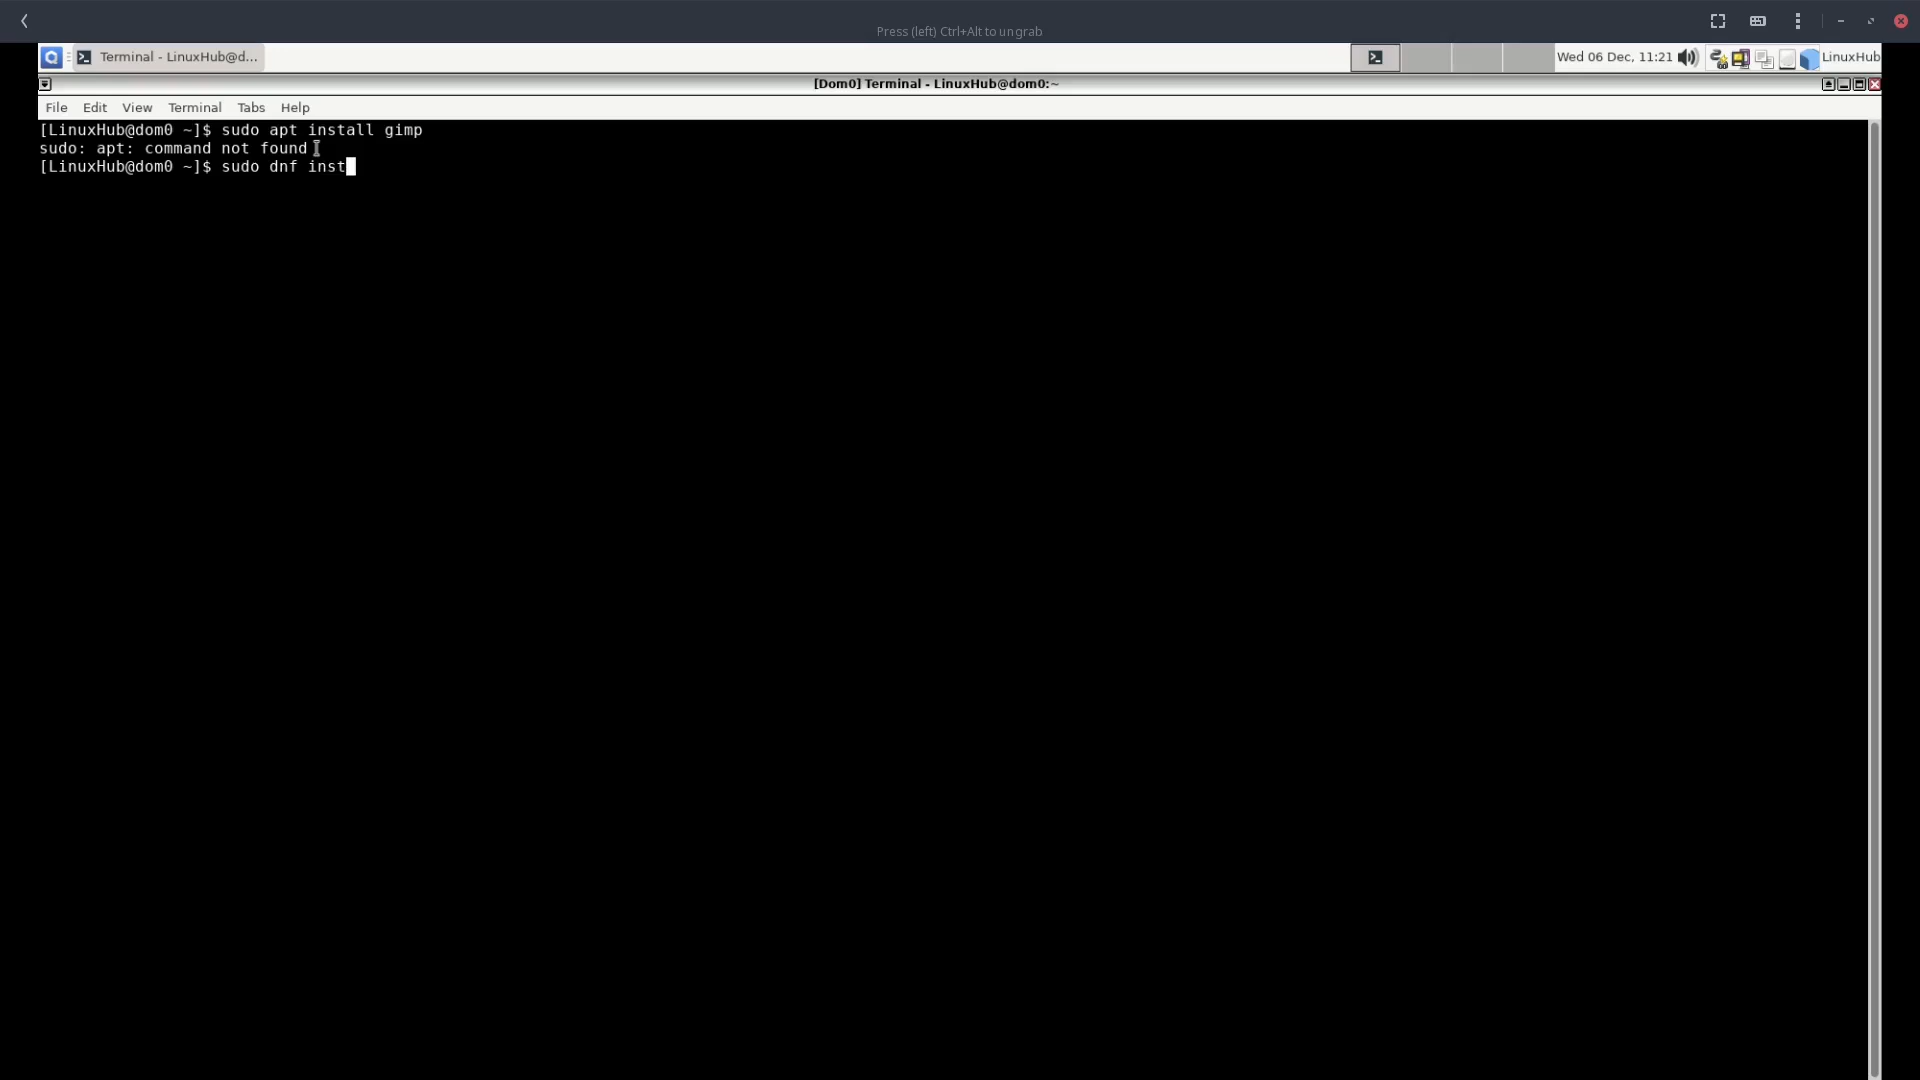 Press (left) Ctrl+Alt to ungrab
Terminal - LinuxHub@d...
Wed 06 Dec, 11:21
LinuxHub
[Dom0] Terminal - LinuxHub@dom0:~
File Edit View Terminal Tabs Help
[LinuxHub@dom0 ~]$ sudo apt install gimp
sudo: apt: command not found
[LinuxHub@dom0 ~]$ sudo dnf inst